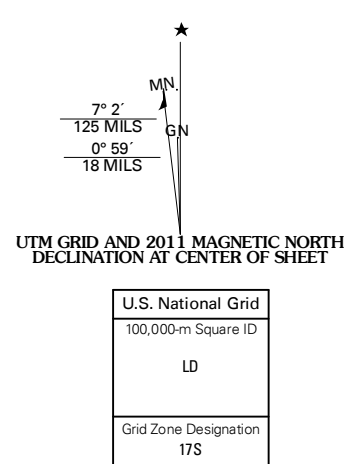 MN.
7° 2´
125 MILS
GN
0° 59´
18 MILS
UTM GRID AND 2011 MAGNETIC NORTH
DECLINATION AT CENTER OF SHEET
U.S. National Grid
100,000-m Square ID
LD
Grid Zone Designation
17S